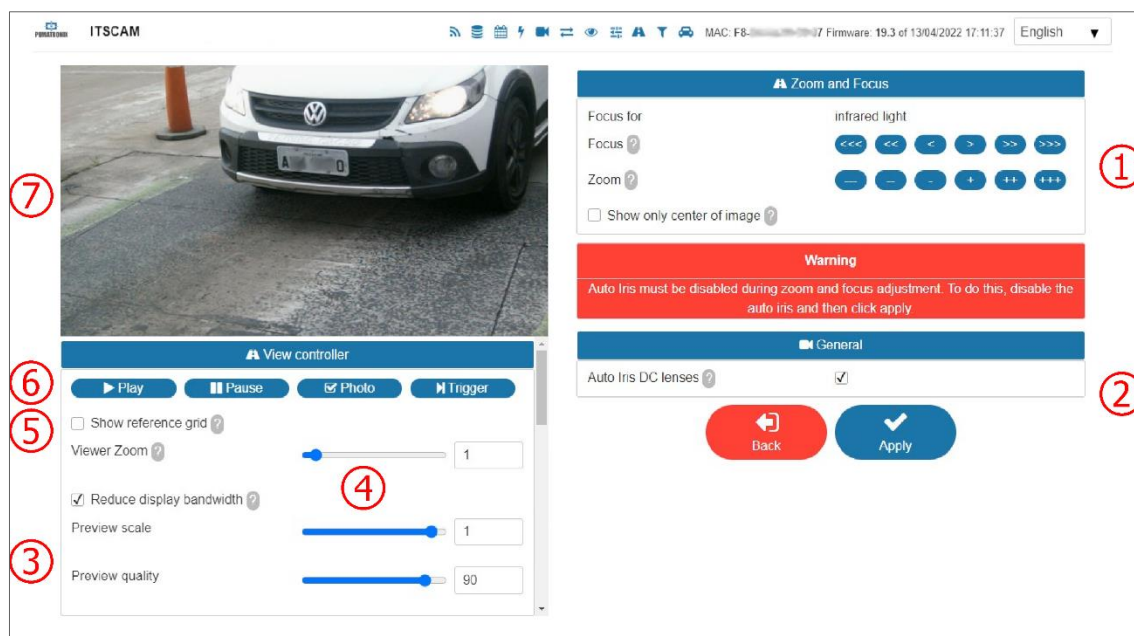 PUMATRONIX
ITSCAM
MAC: F8- 7 Firmware: 19.3 of 13/04/2022 17:11:37
English
Zoom and Focus
Focus for infrared light
Focus ? <<< << < > >> >>>
Zoom ? --- -- - + ++ +++
Show only center of image ?
1
Warning
Auto Iris must be disabled during zoom and focus adjustment. To do this, disable the
auto iris and then click apply.
General
Auto Iris DC lenses ?
2
Back
Apply
7
A 0
View controller
6
Play Pause Photo Trigger
5
Show reference grid ?
Viewer Zoom ? 1
4
Reduce display bandwidth ?
Preview scale 1
3
Preview quality 90